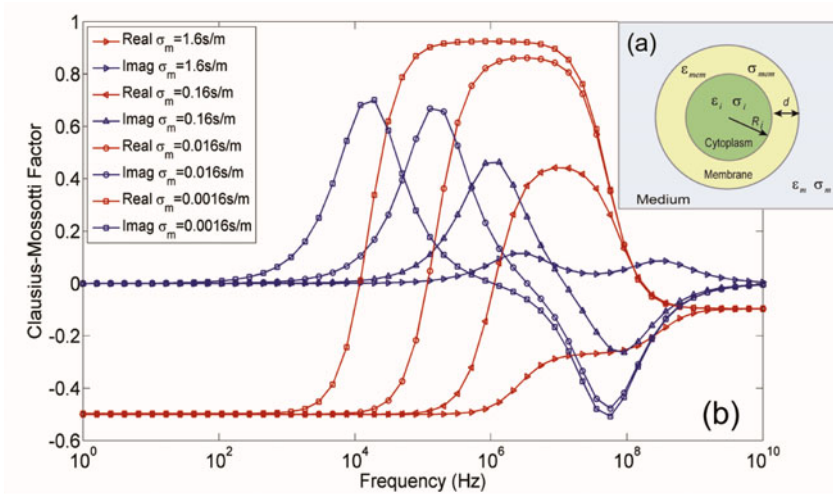 Real σm=1.6s/m
Imag σm=1.6s/m
Real σm=0.16s/m
Imag σm=0.16s/m
Real σm=0.016s/m
Imag σm=0.016s/m
Real σm=0.0016s/m
Imag σm=0.0016s/m
(a)
εmem σmem
εi σi
Ri
d
Cytoplasm
Membrane
Medium
εm σm
Clausius-Mossotti Factor
1
0.8
0.6
0.4
0.2
0
-0.2
-0.4
-0.6
(b)
10^0 10^2 10^4 10^6 10^8 10^10
Frequency (Hz)